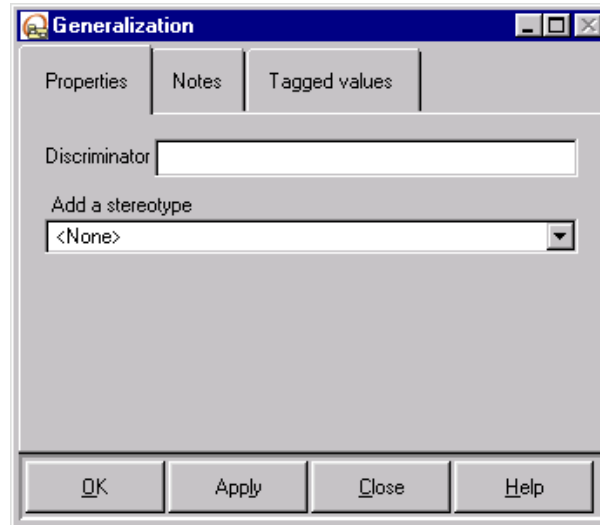 Generalization
Properties Notes Tagged values
Discriminator
Add a stereotype
<None>
OK Apply Close Help